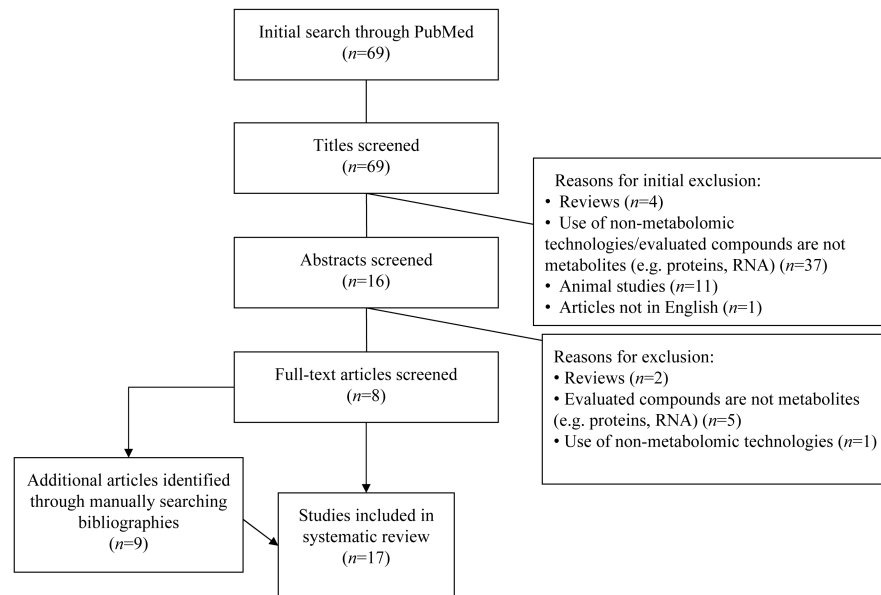 Initial search through PubMed
(n=69)
Titles screened
(n=69)
Reasons for initial exclusion:
• Reviews (n=4)
• Use of non-metabolomic
technologies/evaluated compounds are not
metabolites (e.g. proteins, RNA) (n=37)
• Animal studies (n=11)
• Articles not in English (n=1)
Abstracts screened
(n=16)
Reasons for exclusion:
• Reviews (n=2)
• Evaluated compounds are not metabolites
(e.g. proteins, RNA) (n=5)
• Use of non-metabolomic technologies (n=1)
Full-text articles screened
(n=8)
Additional articles identified
through manually searching
bibliographies
(n=9)
Studies included in
systematic review
(n=17)